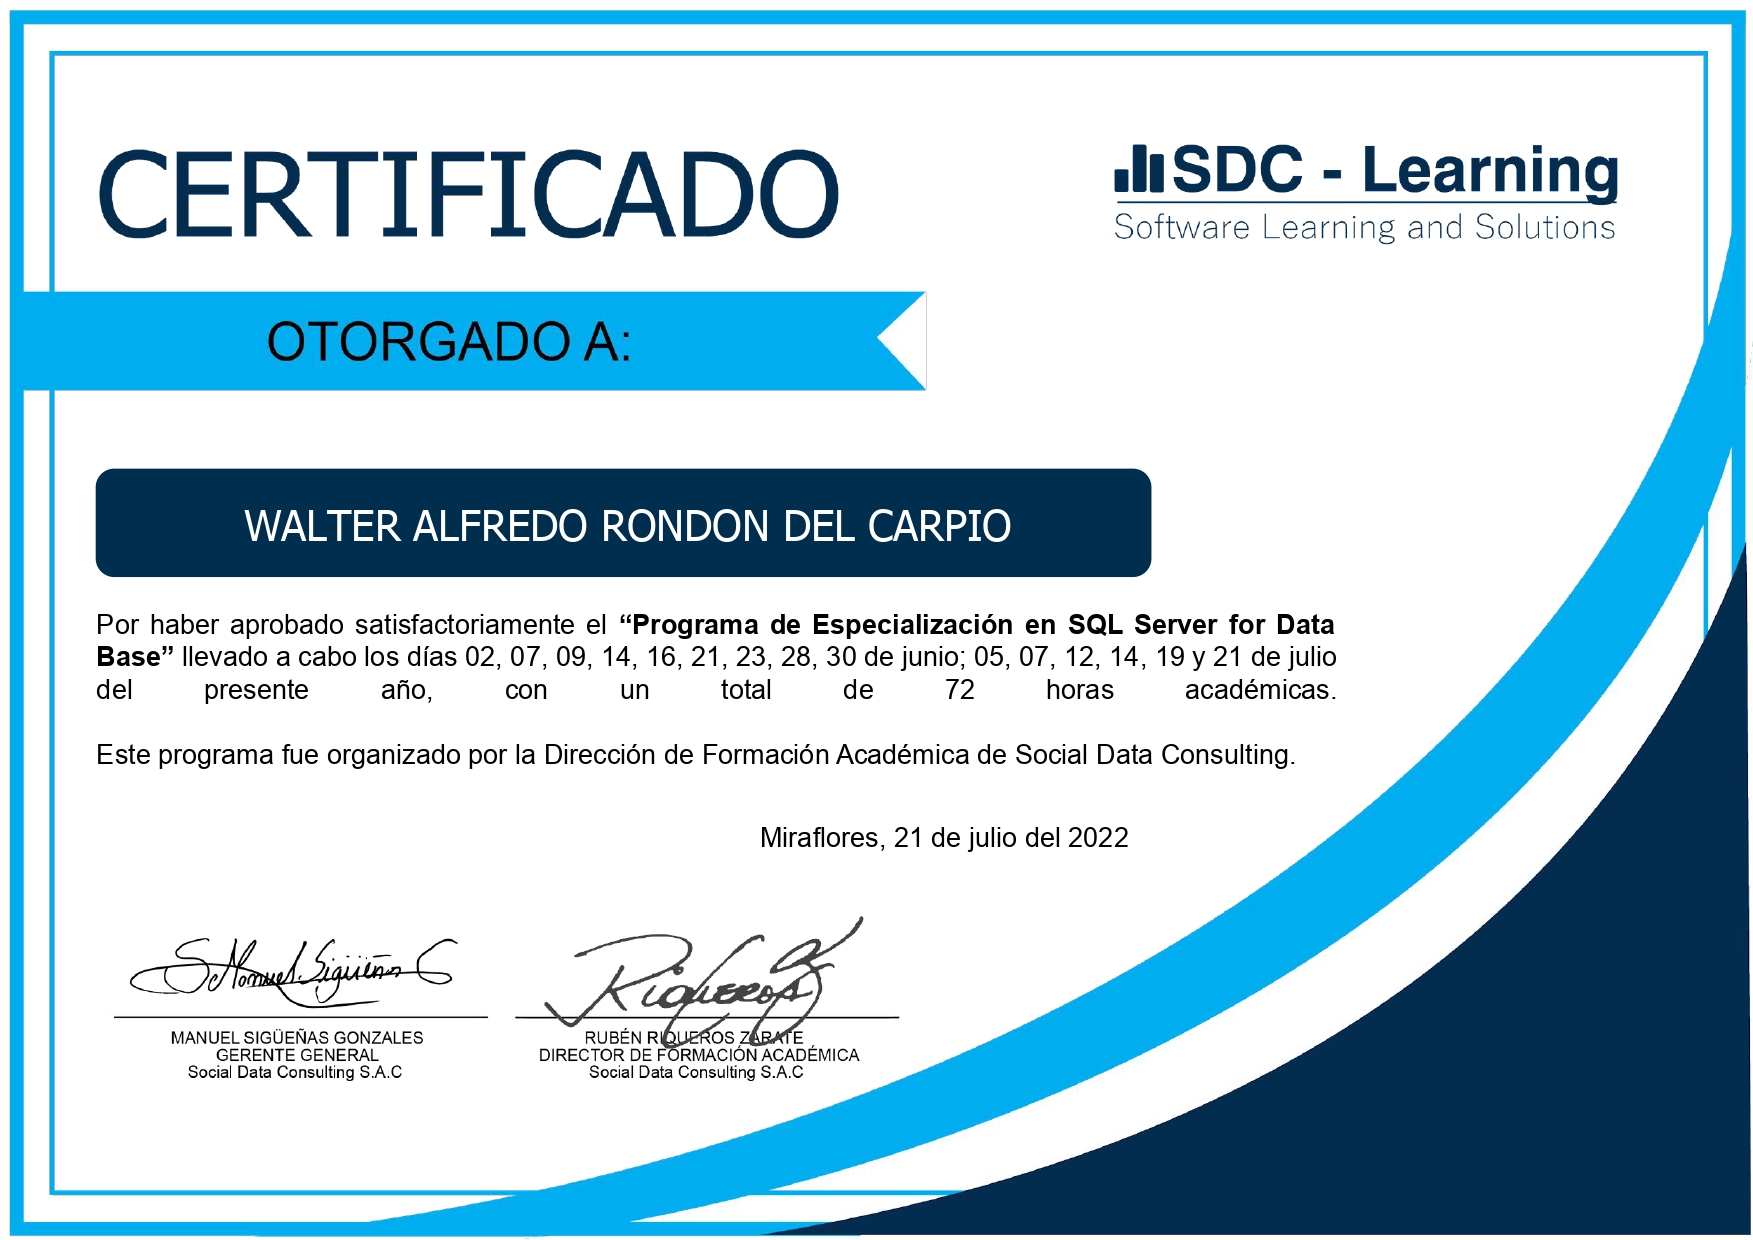 CERTIFICADO
SDC - Learning
Software Learning and Solutions
OTORGADO A:
WALTER ALFREDO RONDON DEL CARPIO
Por haber aprobado satisfactoriamente el “Programa de Especialización en SQL Server for Data
Base” llevado a cabo los días 02, 07, 09, 14, 16, 21, 23, 28, 30 de junio; 05, 07, 12, 14, 19 y 21 de julio
del presente año, con un total de 72 horas académicas.
Este programa fue organizado por la Dirección de Formación Académica de Social Data Consulting.
Miraflores, 21 de julio del 2022
S Manuel Sigüeñas G
Riqueros
MANUEL SIGÜEÑAS GONZALES
GERENTE GENERAL
Social Data Consulting S.A.C
RUBÉN RIQUEROS ZÁRATE
DIRECTOR DE FORMACIÓN ACADÉMICA
Social Data Consulting S.A.C